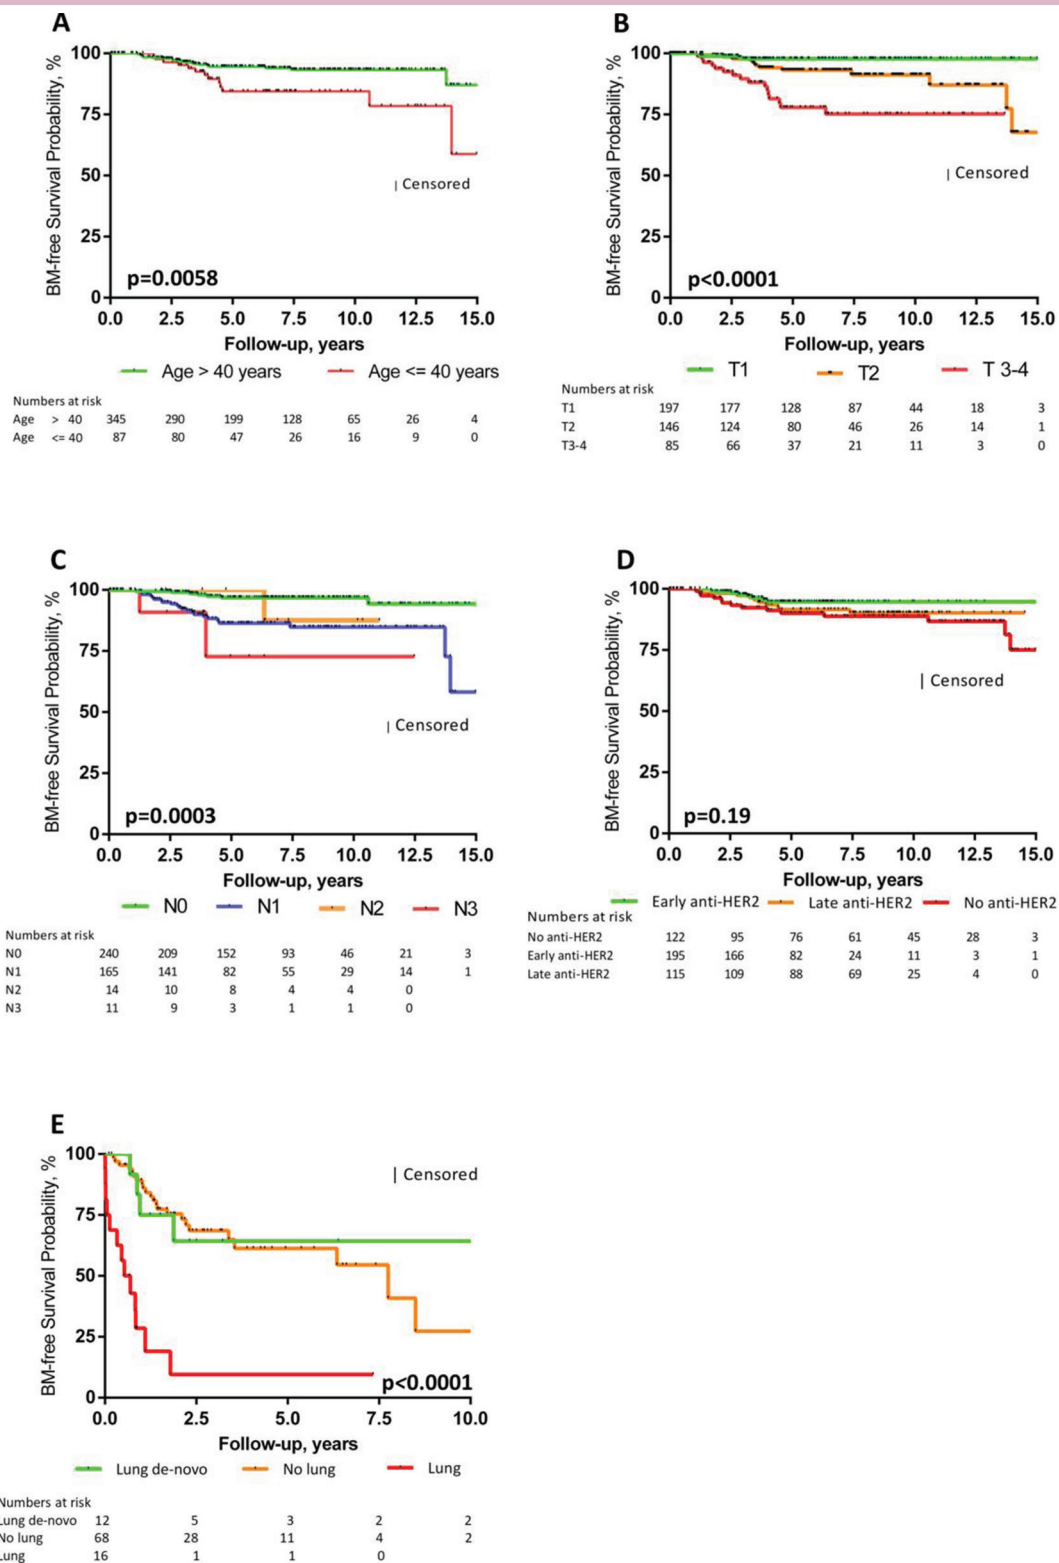 A
BM-free Survival Probability, %
100
75
50
25
0
| Censored
p=0.0058
0.0 2.5 5.0 7.5 10.0 12.5 15.0
Follow-up, years
Age > 40 years Age <= 40 years
Numbers at risk
Age > 40 345 290 199 128 65 26 4
Age <= 40 87 80 47 26 16 9 0
B
BM-free Survival Probability, %
100
75
50
25
0
| Censored
p<0.0001
0.0 2.5 5.0 7.5 10.0 12.5 15.0
Follow-up, years
T1 T2 T 3-4
Numbers at risk
T1 197 177 128 87 44 18 3
T2 146 124 80 46 26 14 1
T3-4 85 66 37 21 11 3 0
C
BM-free Survival Probability, %
100
75
50
25
0
| Censored
p=0.0003
0.0 2.5 5.0 7.5 10.0 12.5 15.0
Follow-up, years
N0 N1 N2 N3
Numbers at risk
N0 240 209 152 93 46 21 3
N1 165 141 82 55 29 14 1
N2 14 10 8 4 4 0
N3 11 9 3 1 1 0
D
BM-free Survival Probability, %
100
75
50
25
0
| Censored
p=0.19
0.0 2.5 5.0 7.5 10.0 12.5 15.0
Follow-up, years
Early anti-HER2 Late anti-HER2 No anti-HER2
Numbers at risk
No anti-HER2 122 95 76 61 45 28 3
Early anti-HER2 195 166 82 24 11 3 1
Late anti-HER2 115 109 88 69 25 4 0
E
BM-free Survival Probability, %
100
75
50
25
0
| Censored
p<0.0001
0.0 2.5 5.0 7.5 10.0
Follow-up, years
Lung de-novo No lung Lung
Numbers at risk
Lung de-novo 12 5 3 2 2
No lung 68 28 11 4 2
Lung 16 1 1 0